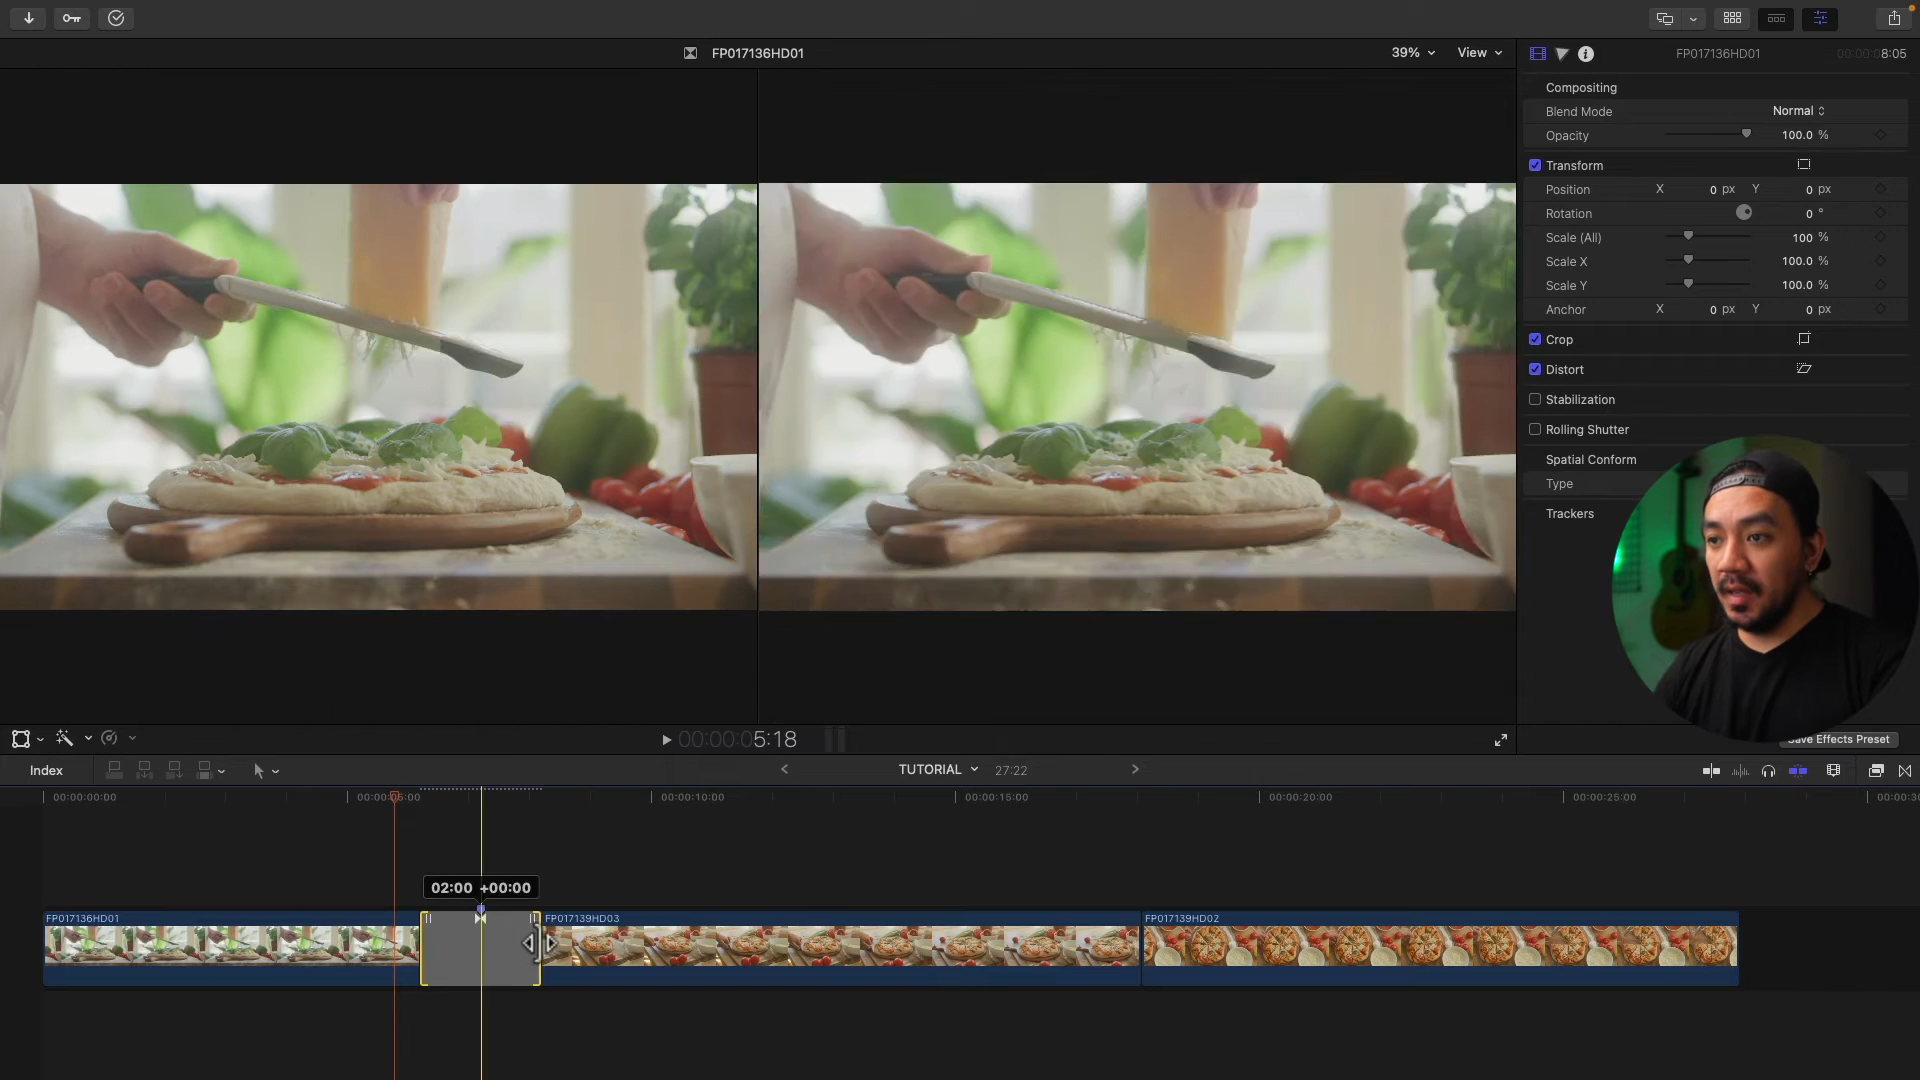 FP017136HD01
39%
View
FP017136HD01
00:00:08:05
Compositing
Blend Mode
Normal
Opacity
100.0 %
Transform
Position X 0 px Y 0 px
Rotation
0 °
Scale (All)
100 %
Scale X
100.0 %
Scale Y
100.0 %
Anchor X 0 px Y 0 px
Crop
Distort
Stabilization
Rolling Shutter
Spatial Conform
Type
Trackers
00:00:05:18
Save Effects Preset
Index
TUTORIAL
27:22
00:00:00:00
00:00:05:00
00:00:10:00
00:00:15:00
00:00:20:00
00:00:25:00
02:00 +00:00
FP017136HD01
FP017139HD03
FP017139HD02